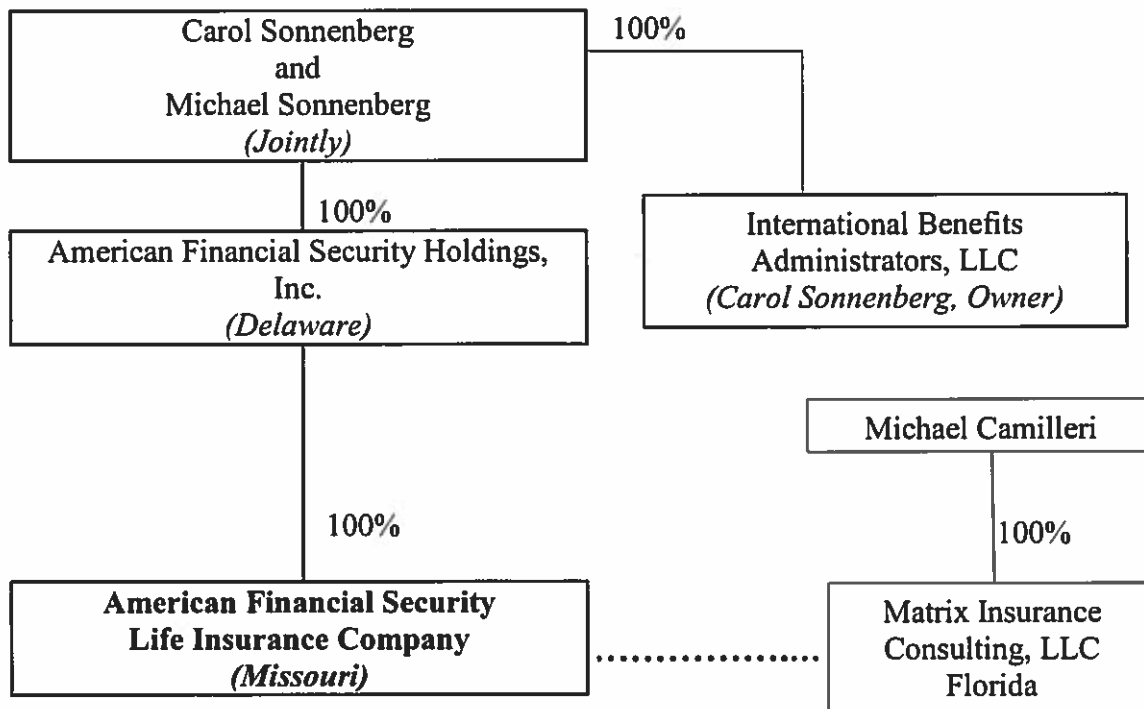 Carol Sonnenberg
and
Michael Sonnenberg
(Jointly)
100%
100%
American Financial Security Holdings,
Inc.
(Delaware)
International Benefits
Administrators, LLC
(Carol Sonnenberg, Owner)
Michael Camilleri
100%
100%
American Financial Security
Life Insurance Company
(Missouri)
Matrix Insurance
Consulting, LLC
Florida